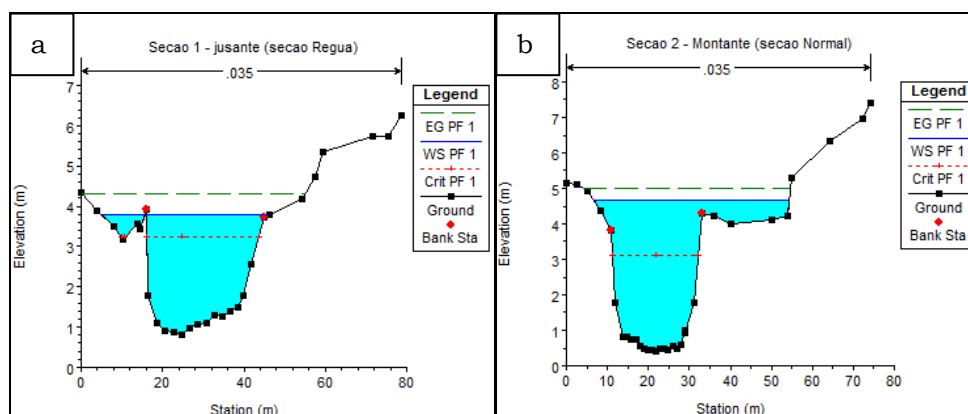 a
Secao 1 - jusante (secao Regua)
.035
7
6
5
4
3
2
1
0
0 20 40 60 80
Elevation (m)
Station (m)
Legend
EG PF 1
WS PF 1
Crit PF 1
Ground
Bank Sta
b
Secao 2 - Montante (secao Normal)
.035
8
7
6
5
4
3
2
1
0
0 10 20 30 40 50 60 70 80
Elevation (m)
Station (m)
Legend
EG PF 1
WS PF 1
Crit PF 1
Ground
Bank Sta